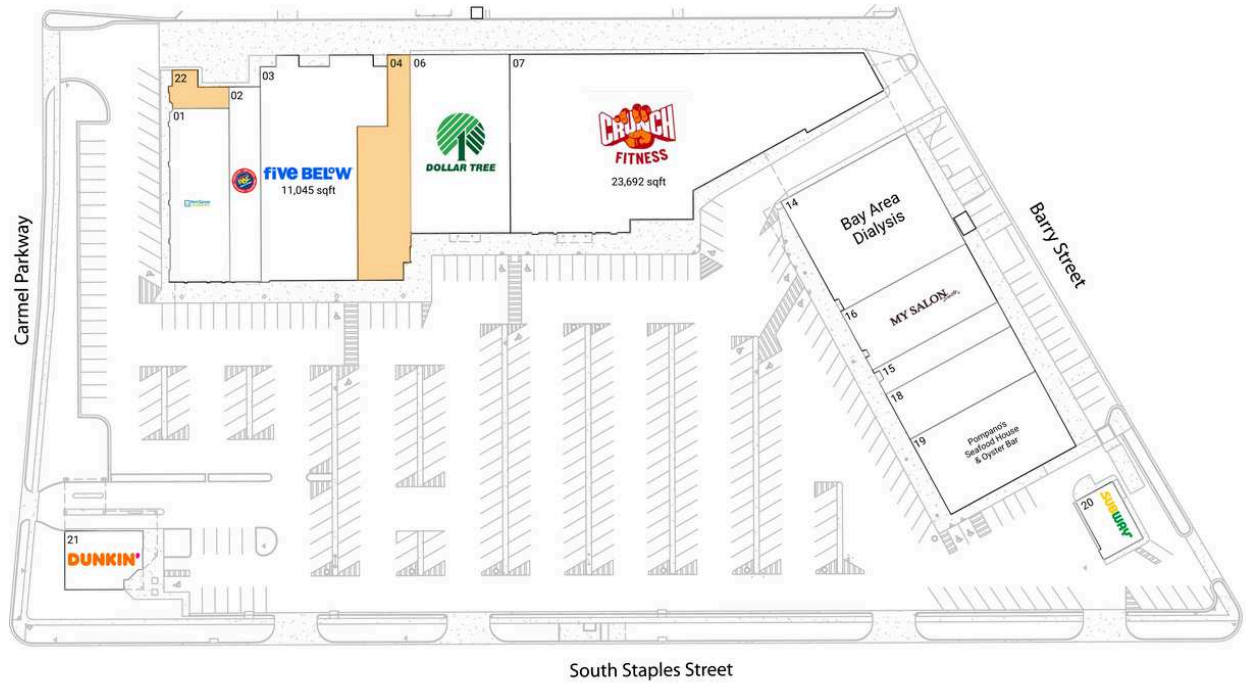 22
02
03
04
06
07
01
five BELOW
11,045 sqft
DOLLAR TREE
CRUNCH
FITNESS
23,692 sqft
14
Bay Area
Dialysis
16
MY SALON
15
18
19
Pompano's
Seafood House
& Oyster Bar
20
SUBWAY
21
DUNKIN'
Carmel Parkway
Barry Street
South Staples Street